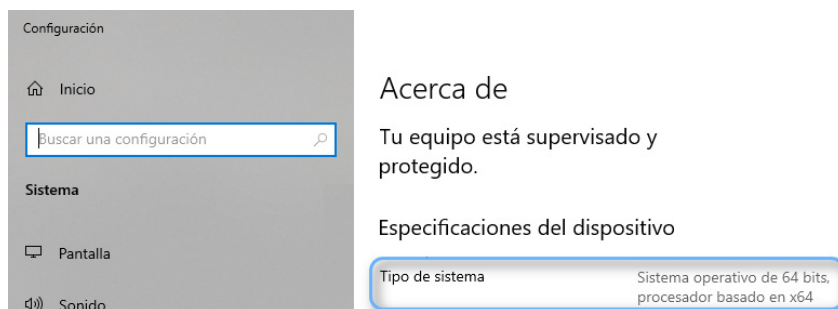 Configuración
Inicio
Buscar una configuración
Sistema
Pantalla
Sonido
Acerca de
Tu equipo está supervisado y
protegido.
Especificaciones del dispositivo
Tipo de sistema
Sistema operativo de 64 bits,
procesador basado en x64